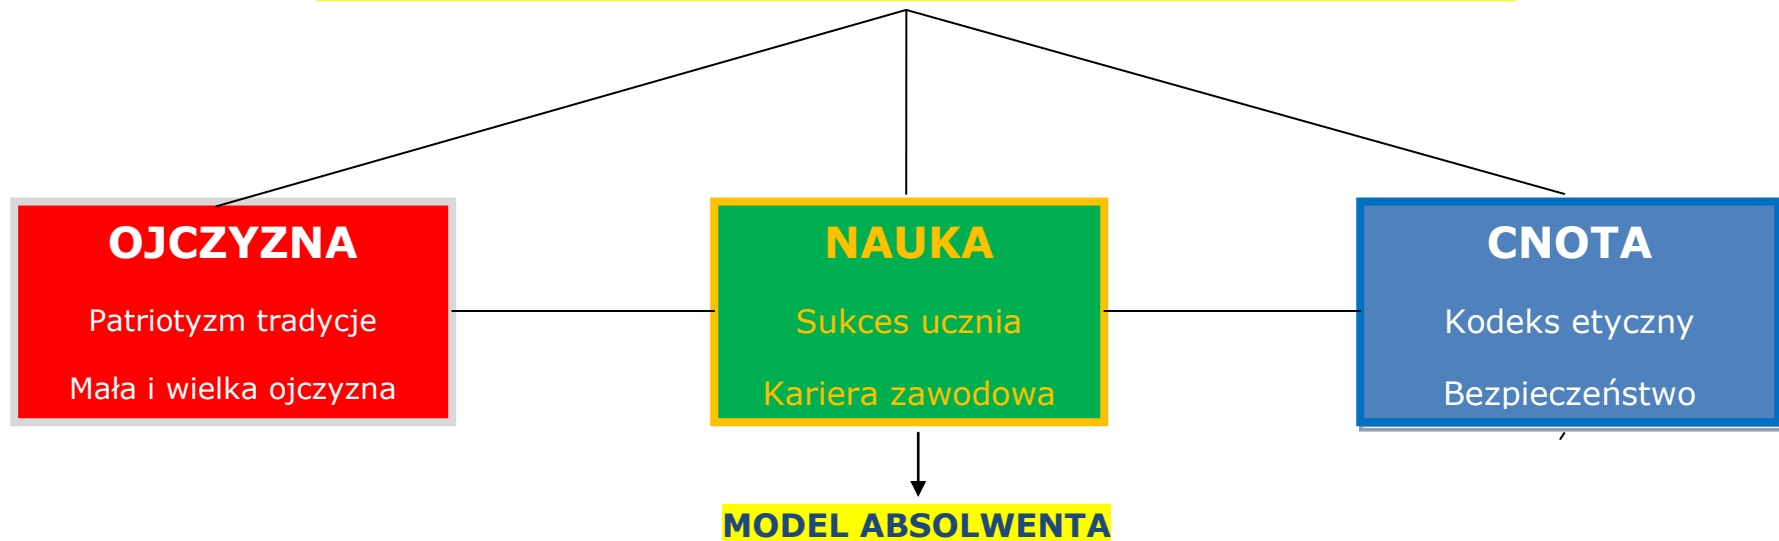 OJCZYZNA
Patriotyzm tradycje
Mała i wielka ojczyzna
NAUKA
Sukces ucznia
Kariera zawodowa
CNOTA
Kodeks etyczny
Bezpieczeństwo
MODEL ABSOLWENTA